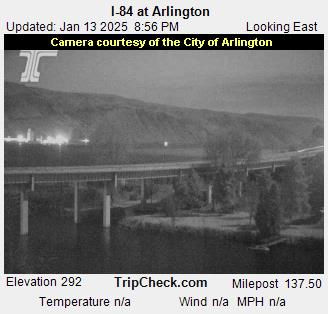 I-84 at Arlington
Updated: Jan 13 2025 8:56 PM Looking East
Camera courtesy of the City of Arlington
Elevation 292 TripCheck.com Milepost 137.50
Temperature n/a Wind n/a MPH n/a